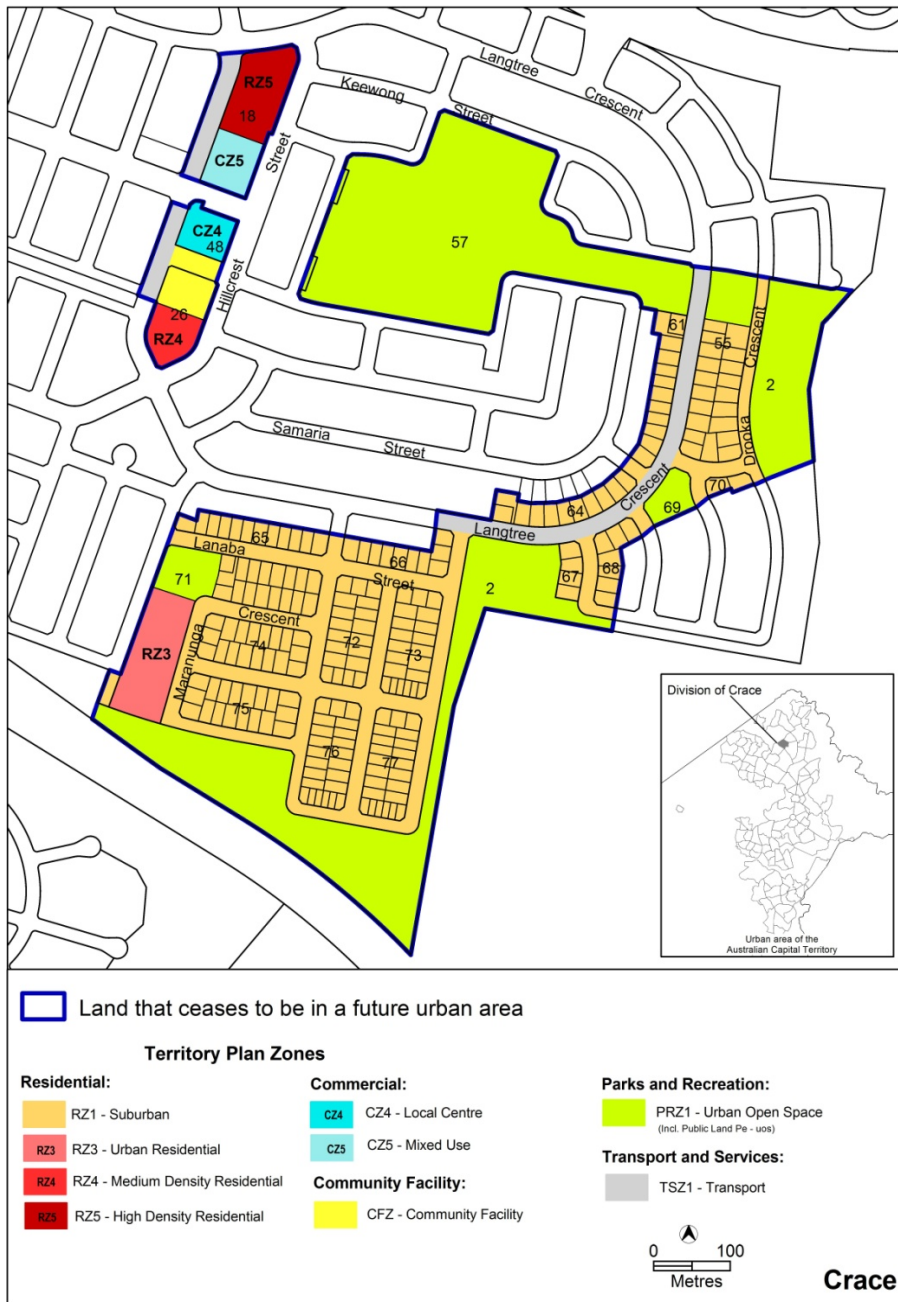 Langtree
Crescent
Keewong
Street
RZ5
18
CZ5
Street
57
CZ4
48
Hillcrest
26
RZ4
61
55
Crescent
2
Drooka
Samaria
Street
70
Crescent
69
64
Langtree
65
Lanaba
66
Street
67
68
71
2
Crescent
72
73
74
RZ3
Maranunga
75
76
77
Division of Crace
Urban area of the
Australian Capital Territory
Land that ceases to be in a future urban area
Territory Plan Zones
Residential:
RZ1 - Suburban
RZ3 RZ3 - Urban Residential
RZ4 RZ4 - Medium Density Residential
RZ5 RZ5 - High Density Residential
Commercial:
CZ4 CZ4 - Local Centre
CZ5 CZ5 - Mixed Use
Community Facility:
CFZ - Community Facility
Parks and Recreation:
PRZ1 - Urban Open Space
(Incl. Public Land Pe - uos)
Transport and Services:
TSZ1 - Transport
0 100
Metres
Crace